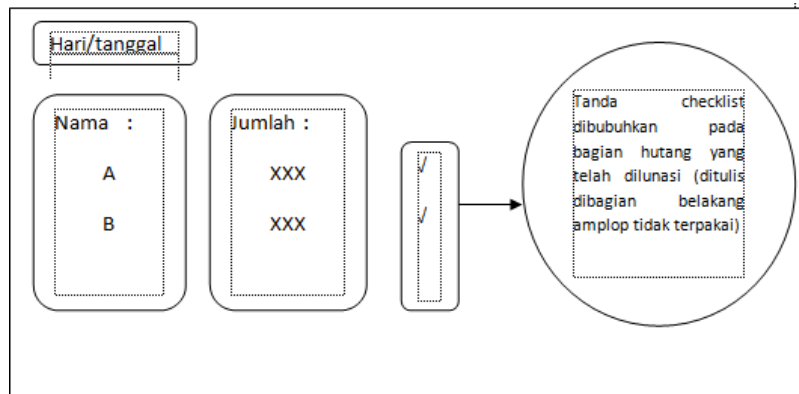 Hari/tanggal
Nama :
A
B
Jumlah :
XXX
XXX
√
√
Tanda checklist
dibubuhkan pada
bagian hutang yang
telah dilunasi (ditulis
dibagian belakang
amplop tidak terpakai)